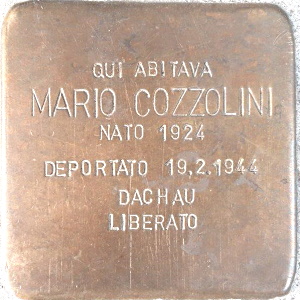 QUI ABITAVA
MARIO COZZOLINI
NATO 1924
DEPORTATO 19.2.1944
DACHAU
LIBERATO